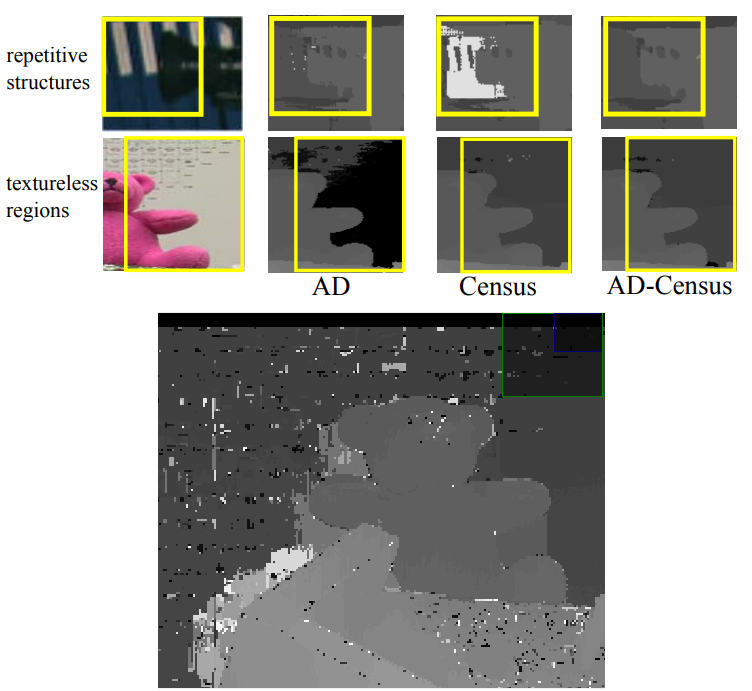 repetitive
structures
textureless
regions
AD
Census
AD-Census